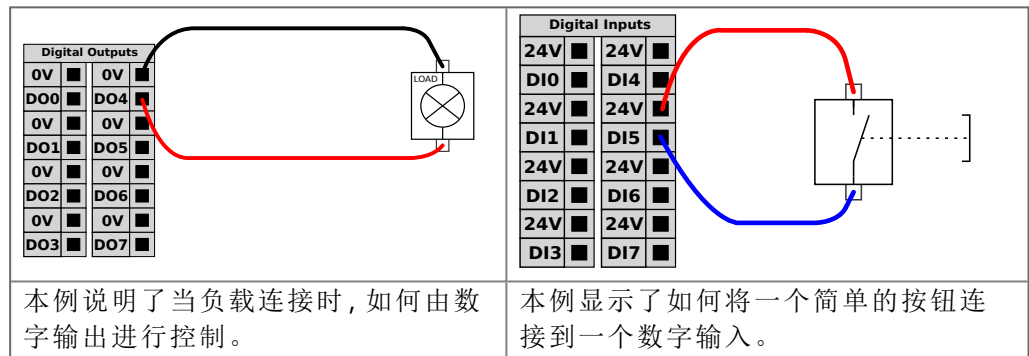 Digital Outputs
0V 0V
DO0 DO4
0V 0V
DO1 DO5
0V 0V
DO2 DO6
0V 0V
DO3 DO7
LOAD
Digital Inputs
24V 24V
DI0 DI4
24V 24V
DI1 DI5
24V 24V
DI2 DI6
24V 24V
DI3 DI7
本例说明了当负载连接时,如何由数
字输出进行控制。
本例显示了如何将一个简单的按钮连
接到一个数字输入。